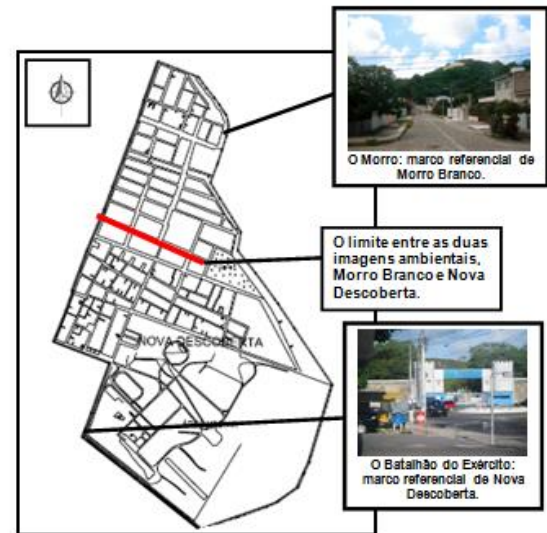 O Morro: marco referencial de
Morro Branco.
O limite entre as duas
imagens ambientais,
Morro Branco e Nova
Descoberta.
NOVA DESCOBERTA
O Batalhão do Exército:
marco referencial de Nova
Descoberta.